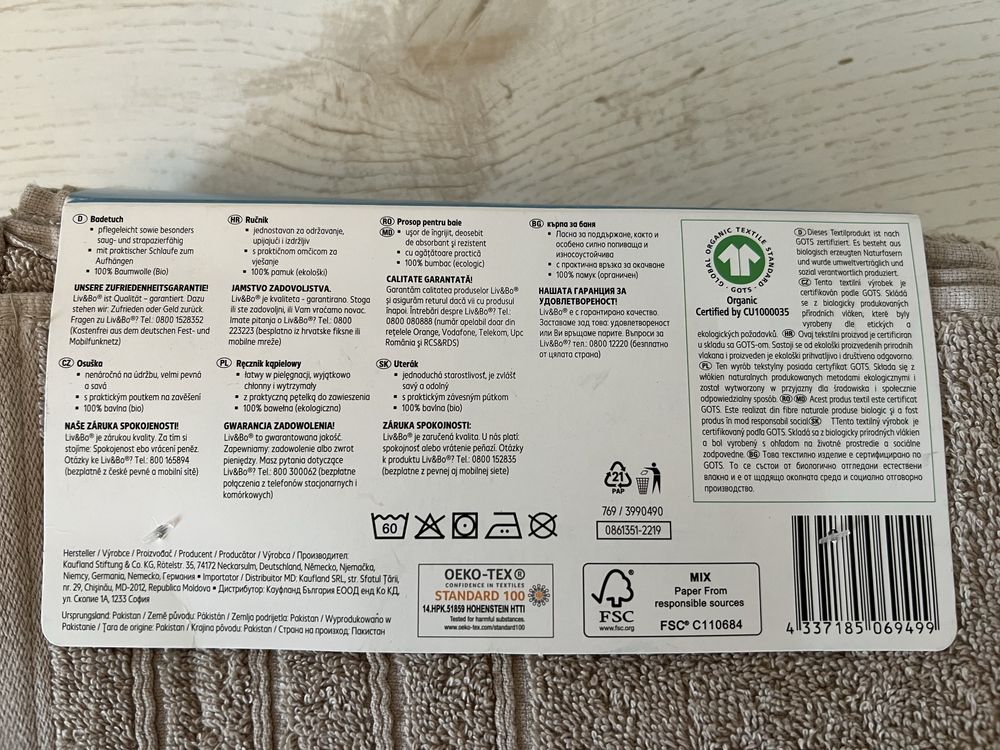 D Badetuch
▪ pflegeleicht sowie besonders
saug- und strapazierfähig
▪ mit praktischer Schlaufe zum
Aufhängen
▪ 100% Baumwolle (Bio)
UNSERE ZUFRIEDENHEITSGARANTIE!
Liv&Bo® ist Qualität – garantiert. Dazu
stehen wir. Zufrieden oder Geld zurück.
Fragen zu Liv&Bo®? Tel.: 0800 1528352
(Kostenfrei aus dem deutschen Fest- und
Mobilfunknetz)
HR Ručnik
▪ jednostavan za održavanje,
upijajući i izdržljiv
▪ s praktičnom omčicom za
vješanje
▪ 100% pamuk (ekološki)
JAMSTVO ZADOVOLJSTVA.
Liv&Bo® je kvaliteta - garantirano. Stoga
ili ste zadovoljni, ili Vam vraćamo novac.
Imate pitanja o Liv&Bo®? Tel.: 0800
223223 (besplatno iz hrvatske fiksne ili
mobilne mreže)
RO MD Prosop pentru baie
▪ ușor de îngrijit, deosebit
de absorbant și rezistent
▪ cu agățătoare practică
▪ 100% bumbac (ecologic)
CALITATE GARANTATĂ!
Garantăm calitatea produselor Liv&Bo®
și asigurăm returul dacă vii cu produsul
înapoi. Întrebări despre Liv&Bo®? Tel.:
0800 080888 (număr apelabil doar din
rețelele Orange, Vodafone, Telekom, Upc
România și RCS&RDS)
BG кърпа за баня
▪ Лесна за поддържане, както и
особено силно попиваща и
износоустойчива
▪ с практична връзка за окачване
▪ 100% памук (органичен)
НАШАТА ГАРАНЦИЯ ЗА
УДОВЛЕТВОРЕНОСТ!
Liv&Bo® е с гарантирано качество.
Заставаме зад това: удовлетвореност
или Ви връщаме парите. Въпроси за
Liv&Bo®? тел.: 0800 12220 (безплатно
от цялата страна)
CZ Osuška
▪ nenáročná na údržbu, velmi pevná
a savá
▪ s praktickým poutkem na zavěšení
▪ 100% bavlna (bio)
NAŠE ZÁRUKA SPOKOJENOSTI!
Liv&Bo® je zárukou kvality. Za tím si
stojíme: Spokojenost nebo vrácení peněz.
Otázky ke Liv&Bo®? Tel.: 800 165894
(bezplatně z české pevné a mobilní sítě)
PL Ręcznik kąpielowy
▪ łatwy w pielęgnacji, wyjątkowo
chłonny i wytrzymały
▪ z praktyczną pętelką do zawieszenia
▪ 100% bawełna (ekologiczna)
GWARANCJA ZADOWOLENIA!
Liv&Bo® to gwarantowana jakość.
Zapewniamy: zadowolenie albo zwrot
pieniędzy. Masz pytania dotyczące
Liv&Bo®? Tel.: 800 300062 (bezpłatne
połączenia z telefonów stacjonarnych i
komórkowych)
SK Uterák
▪ jednoduchá starostlivosť, je zvlášť
savý a odolný
▪ s praktickým závesným pútkom
▪ 100% bavlna (bio)
ZÁRUKA SPOKOJNOSTI:
Liv&Bo® je zaručená kvalita. U nás platí:
spokojnosť alebo vrátenie peňazí. Otázky
k produktu Liv&Bo®? Tel.: 0800 152835
(bezplatne z pevnej aj mobilnej siete)
GLOBAL ORGANIC TEXTILE STANDARD
· GOTS ·
Organic
Certified by CU1000035
D Dieses Textilprodukt ist nach
GOTS zertifiziert. Es besteht aus
biologisch erzeugten Naturfasern
und wurde umweltverträglich und
sozial verantwortlich produziert.
CZ Tento textilní výrobek je
certifikován podle GOTS. Skládá
se z biologicky produkovaných
přírodních vláken, které byly
vyrobeny dle etických a
ekologických požadavků. HR Ovaj tekstilni proizvod je certificiran
u skladu sa GOTS-om. Sastoji se od ekološki proizvedenih prirodnih
vlakana i proizveden je ekološki prihvatljivo i društveno odgovorno.
PL Ten wyrób tekstylny posiada certyfikat GOTS. Składa się z
włókien naturalnych produkowanych metodami ekologicznymi i
został wytworzony w przyjazny dla środowiska i społecznie
odpowiedzialny sposób. RO MD Acest produs textil este certificat
GOTS. Este realizat din fibre naturale produse biologic și a fost
produs în mod responsabil social SK TTento textilný výrobok je
certifikovaný podľa GOTS. Skladá sa z biologicky prírodných vlákien
a bol vyrobený s ohľadom na životné prostredie a sociálne
zodpovedne. BG Това текстилно изделие е сертифицирано по
GOTS. То се състои от биологично отгледани естествени
влакна и е от щадящо околната среда и социално отговорно
производство.
21
PAP
769 / 3990490
0861351-2219
60
Hersteller / Výrobce / Proizvođač / Producent / Producător / Výrobca / Производител:
Kaufland Stiftung & Co. KG, Rötelstr. 35, 74172 Neckarsulm, Deutschland, Německo, Njemačka,
Niemcy, Germania, Nemecko, Германия ▪ Importator / Distribuitor MD: Kaufland SRL, str. Sfatul Țării,
nr. 29, Chișinău, MD-2012, Republica Moldova ▪ Дистрибутор: Кауфланд България ЕООД енд Ко КД,
ул. Скопие 1А, 1233 София
Ursprungsland: Pakistan / Země původu: Pákistán / Zemlja podrijetla: Pakistan / Wyprodukowano w
Pakistanie / Țara de origine: Pakistan / Krajina pôvodu: Pakistan / Страна на произход: Пакистан
OEKO-TEX®
CONFIDENCE IN TEXTILES
STANDARD 100
14.HPK.51859 HOHENSTEIN HTTI
Tested for harmful substances.
www.oeko-tex.com/standard100
FSC
www.fsc.org
MIX
Paper From
responsible sources
FSC® C110684
4 337185 069499